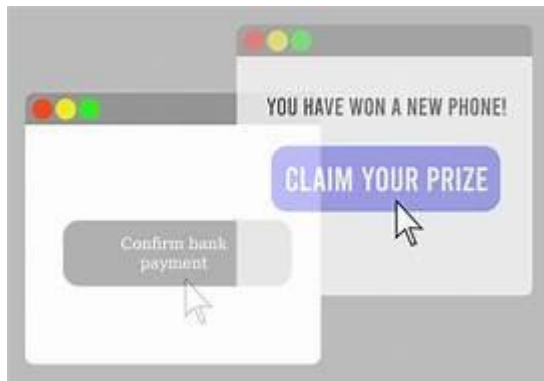 YOU HAVE WON A NEW PHONE!
CLAIM YOUR PRIZE
Confirm bank
payment